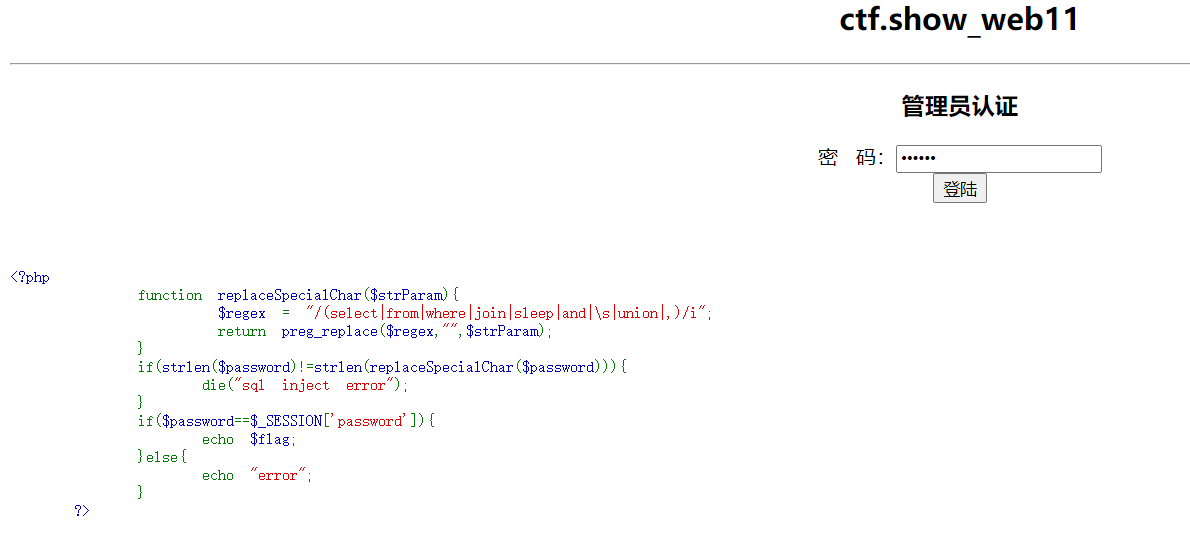 ctf.show_web11
管理员认证
密 码：••••••
登陆
<?php
function replaceSpecialChar($strParam){
$regex = "/(select|from|where|join|sleep|and|\s|union|,)/i";
return preg_replace($regex,"",$strParam);
}
if(strlen($password)!=strlen(replaceSpecialChar($password))){
die("sql inject error");
}
if($password==$_SESSION['password']){
echo $flag;
}else{
echo "error";
}
?>